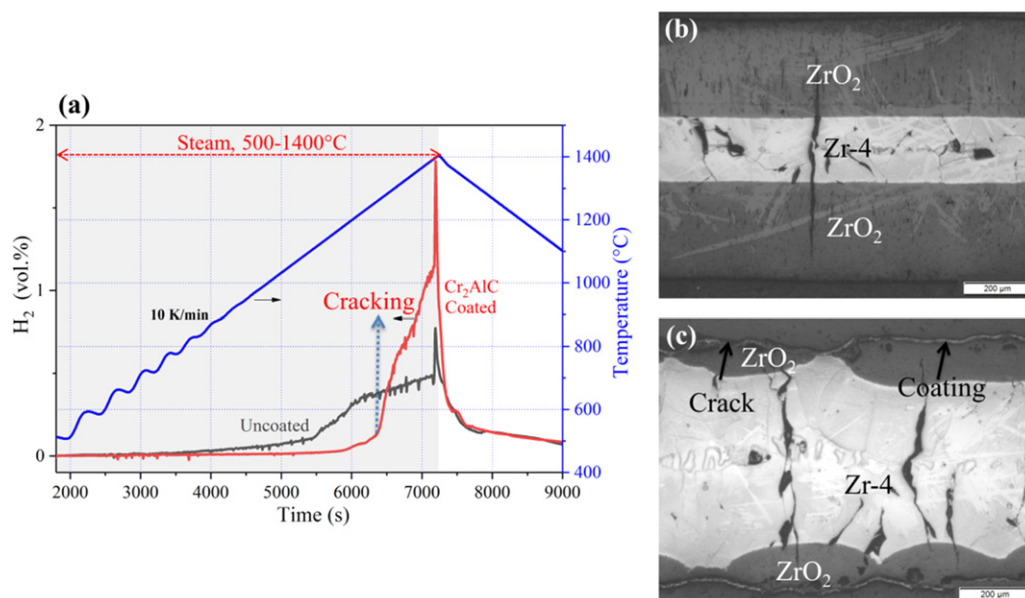 (a)
2
1
0
H₂ (vol.%)
Steam, 500-1400°C
10 K/min
Cracking
Cr₂AlC
Coated
Uncoated
1400
1200
1000
800
600
400
Temperature (°C)
2000 3000 4000 5000 6000 7000 8000 9000
Time (s)
(b)
ZrO₂
Zr-4
ZrO₂
200 µm
(c)
ZrO₂
Crack
Coating
Zr-4
ZrO₂
200 µm